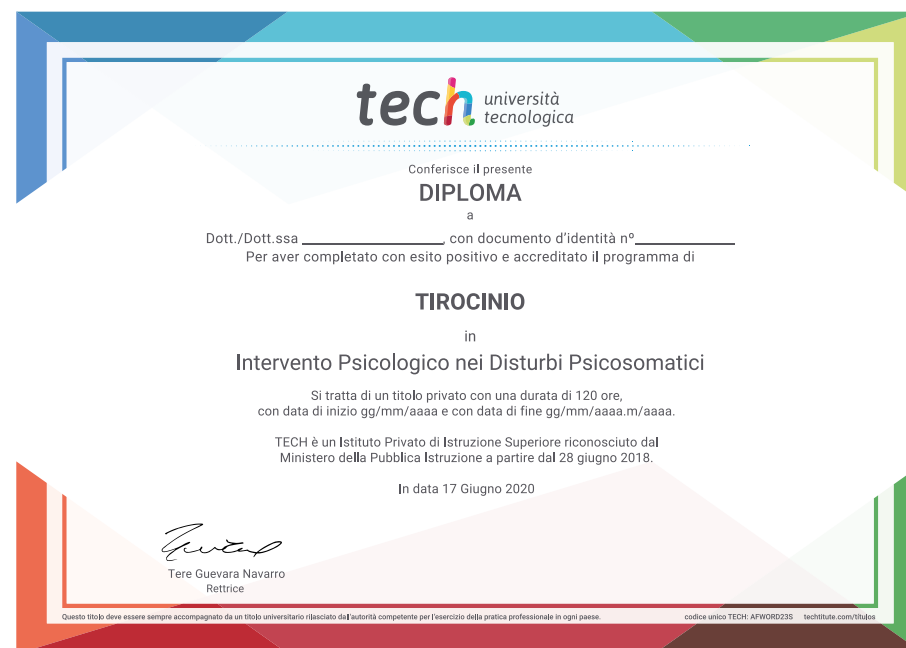 tech università
tecnologica
Conferisce il presente
DIPLOMA
a
Dott./Dott.ssa ____________________, con documento d'identità nº______________
Per aver completato con esito positivo e accreditato il programma di
TIROCINIO
in
Intervento Psicologico nei Disturbi Psicosomatici
Si tratta di un titolo privato con una durata di 120 ore,
con data di inizio gg/mm/aaaa e con data di fine gg/mm/aaaa.m/aaaa.
TECH è un Istituto Privato di Istruzione Superiore riconosciuto dal
Ministero della Pubblica Istruzione a partire dal 28 giugno 2018.
In data 17 Giugno 2020
Tere Guevara Navarro
Rettrice
Questo titolo deve essere sempre accompagnato da un titolo universitario rilasciato dall'autorità competente per l'esercizio della pratica professionale in ogni paese. codice unico TECH: AFWORD23S techtitute.com/titulos